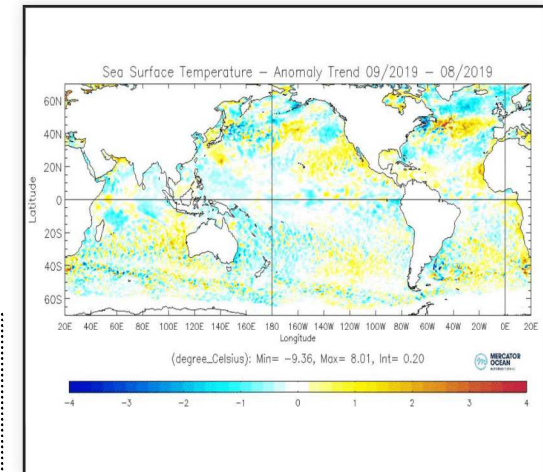 Sea Surface Temperature – Anomaly Trend 09/2019 – 08/2019
60N
40N
20N
0
20S
40S
60S
Latitude
20E 40E 60E 80E 100E 120E 140E 160E 180 160W 140W 120W 100W 80W 60W 40W 20W 0E 20E
Longitude
(degree_Celsius): Min= −9.36, Max= 8.01, Int= 0.20
MERCATOR
OCEAN
INTERNATIONAL
−4 −3 −2 −1 0 1 2 3 4